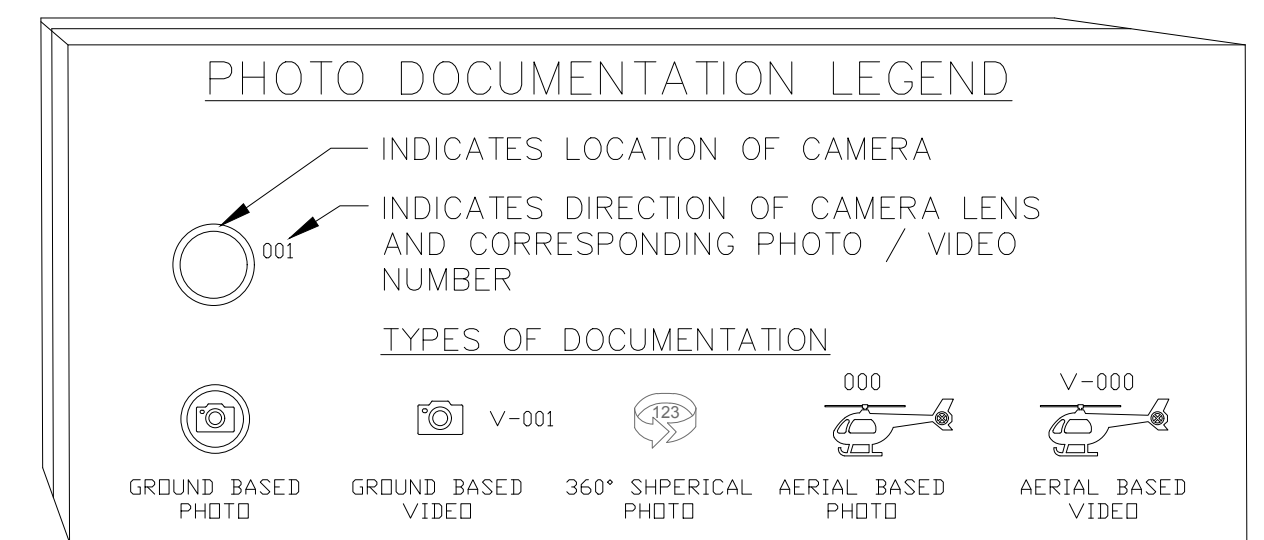 PHOTO DOCUMENTATION LEGEND
INDICATES LOCATION OF CAMERA
001
INDICATES DIRECTION OF CAMERA LENS
AND CORRESPONDING PHOTO / VIDEO
NUMBER
TYPES OF DOCUMENTATION
GROUND BASED
PHOTO
V-001
GROUND BASED
VIDEO
123
360° SHPERICAL
PHOTO
000
AERIAL BASED
PHOTO
V-000
AERIAL BASED
VIDEO